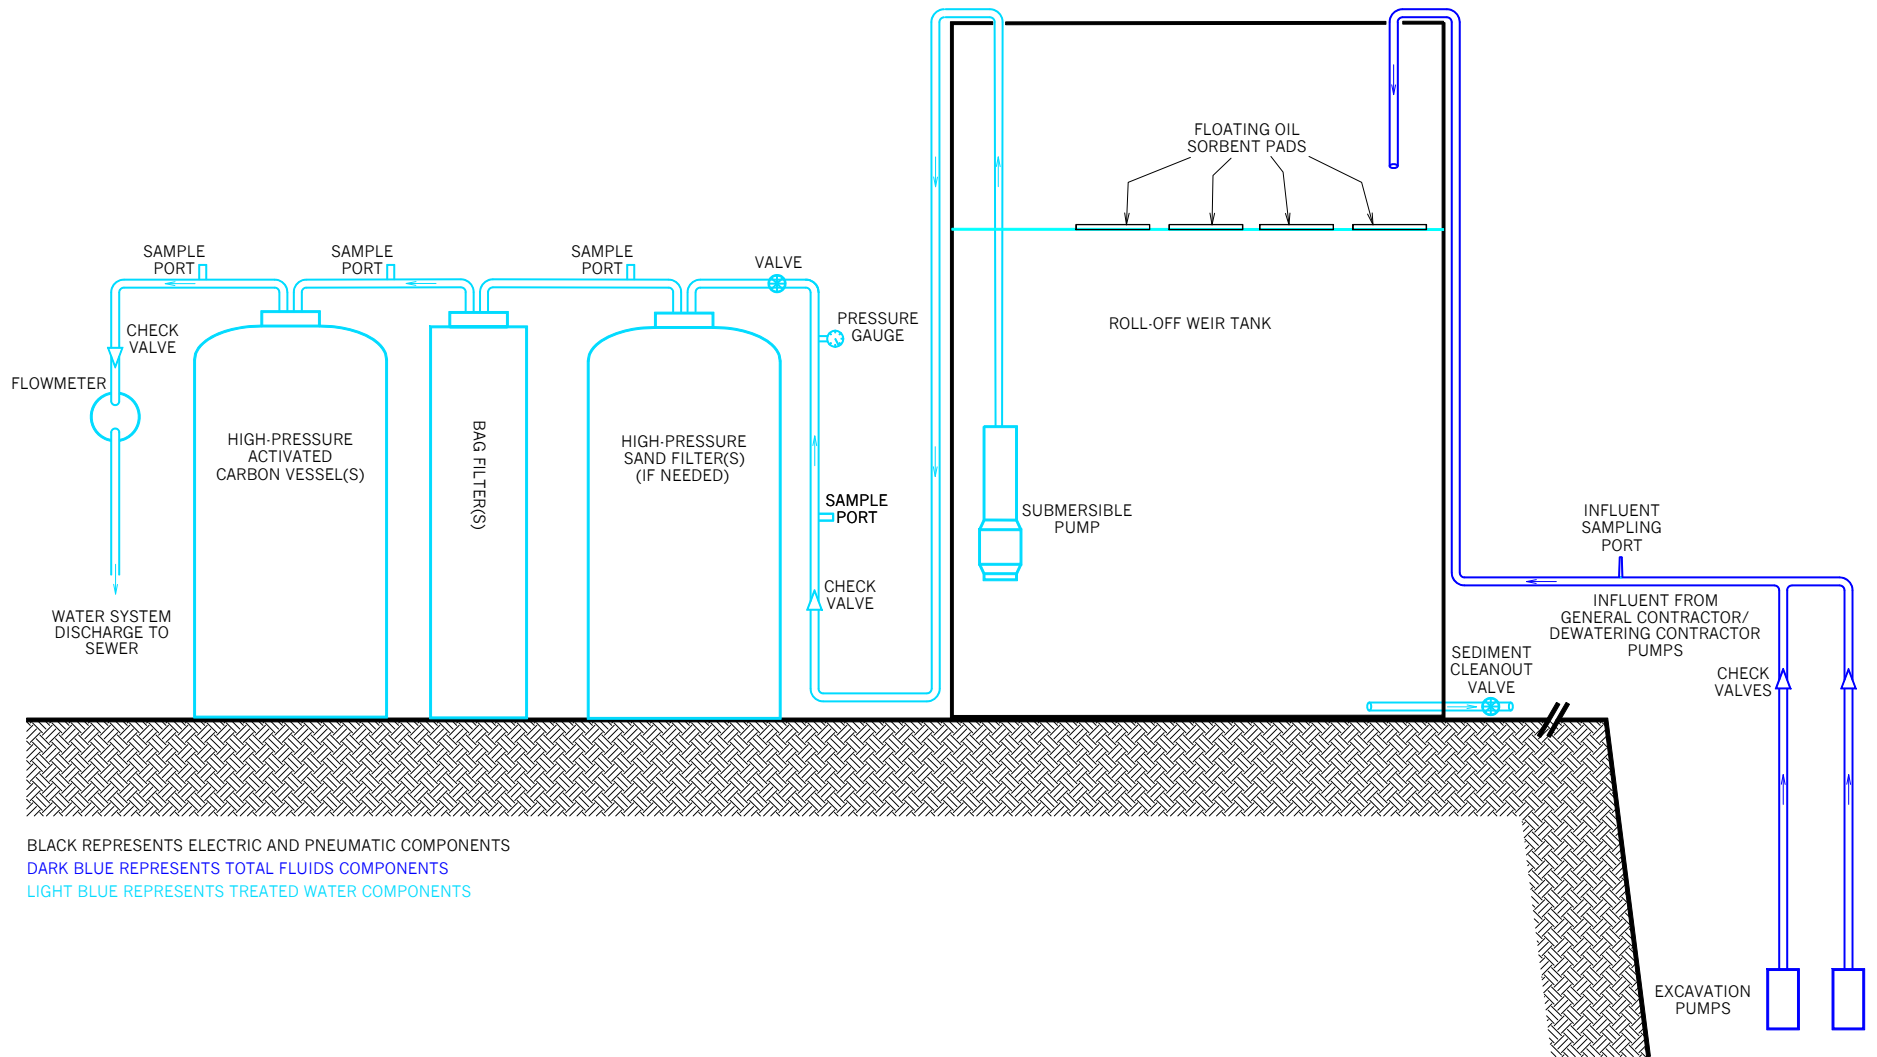 FLOATING OIL
SORBENT PADS
SAMPLE
PORT
SAMPLE
PORT
SAMPLE
PORT
VALVE
PRESSURE
GAUGE
CHECK
VALVE
FLOWMETER
ROLL-OFF WEIR TANK
HIGH-PRESSURE
ACTIVATED
CARBON VESSEL(S)
BAG FILTER(S)
HIGH-PRESSURE
SAND FILTER(S)
(IF NEEDED)
SAMPLE
PORT
SUBMERSIBLE
PUMP
INFLUENT
SAMPLING
PORT
CHECK
VALVE
WATER SYSTEM
DISCHARGE TO
SEWER
INFLUENT FROM
GENERAL CONTRACTOR/
DEWATERING CONTRACTOR
PUMPS
SEDIMENT
CLEANOUT
VALVE
CHECK
VALVES
BLACK REPRESENTS ELECTRIC AND PNEUMATIC COMPONENTS
DARK BLUE REPRESENTS TOTAL FLUIDS COMPONENTS
LIGHT BLUE REPRESENTS TREATED WATER COMPONENTS
EXCAVATION
PUMPS